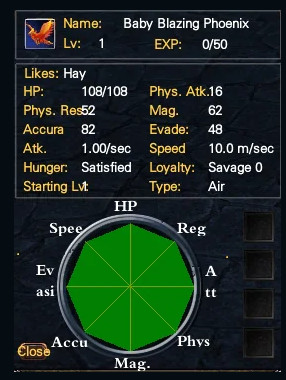 Name: Baby Blazing Phoenix
Lv: 1 EXP: 0/50
Likes: Hay
HP: 108/108 Phys. Atk. 16
Phys. Res 52 Mag. 62
Accura 82 Evade: 48
Atk. 1.00/sec Speed 10.0 m/sec
Hunger: Satisfied Loyalty: Savage 0
Starting Lvl: 1 Type: Air
HP
Spee Reg
Ev
asi
A
tt
Accu Phys
Mag.
Close